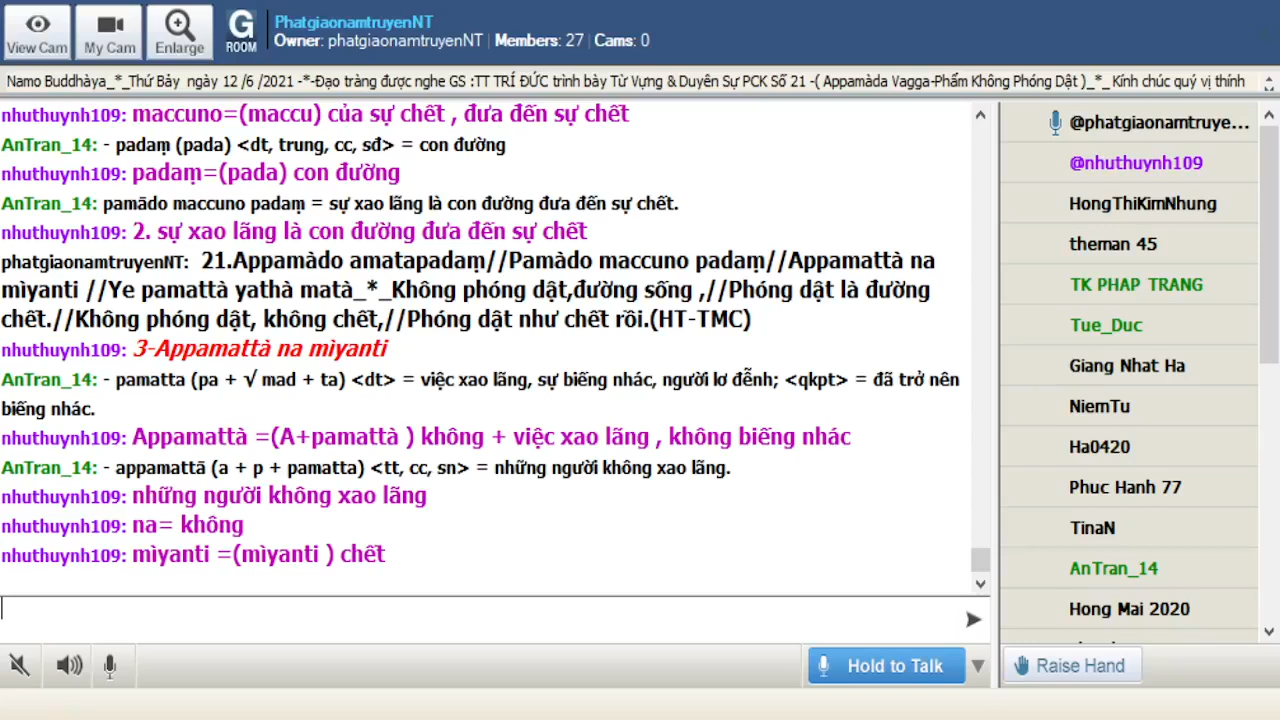 View Cam
My Cam
Enlarge
G
ROOM
PhatgiaonamtruyenNT
Owner: phatgiaonamtruyenNT | Members: 27 | Cams: 0
Namo Buddhàya_*_Thứ Bảy ngày 12 /6 /2021 -*-Đạo tràng được nghe GS :TT TRÍ ĐỨC trình bày Từ Vựng & Duyên Sự PCK Số 21 -( Appamàda Vagga-Phẩm Không Phóng Dật )_*_ Kính chúc quý vị thính
nhuthuynh109: maccuno=(maccu) của sự chết , đưa đến sự chết
AnTran_14: - padaṃ (pada) <dt, trung, cc, sđ> = con đường
nhuthuynh109: padaṃ=(pada) con đường
AnTran_14: pamādo maccuno padaṃ = sự xao lãng là con đường đưa đến sự chết.
nhuthuynh109: 2. sự xao lãng là con đường đưa đến sự chết
phatgiaonamtruyenNT: 21.Appamàdo amatapadaṃ//Pamàdo maccuno padaṃ//Appamattà na
mìyanti //Ye pamattà yathà matà_*_Không phóng dật,đường sống ,//Phóng dật là đường
chết.//Không phóng dật, không chết,//Phóng dật như chết rồi.(HT-TMC)
nhuthuynh109: 3-Appamattà na mìyanti
AnTran_14: - pamatta (pa + √ mad + ta) <dt> = việc xao lãng, sự biếng nhác, người lơ đễnh; <qkpt> = đã trở nên
biếng nhác.
nhuthuynh109: Appamattà =(A+pamattà ) không + việc xao lãng , không biếng nhác
AnTran_14: - appamattā (a + p + pamatta) <tt, cc, sn> = những người không xao lãng.
nhuthuynh109: những người không xao lãng
nhuthuynh109: na= không
nhuthuynh109: mìyanti =(mìyanti ) chết
@phatgiaonamtruye...
@nhuthuynh109
HongThiKimNhung
theman 45
TK PHAP TRANG
Tue_Duc
Giang Nhat Ha
NiemTu
Ha0420
Phuc Hanh 77
TinaN
AnTran_14
Hong Mai 2020
Hold to Talk
Raise Hand